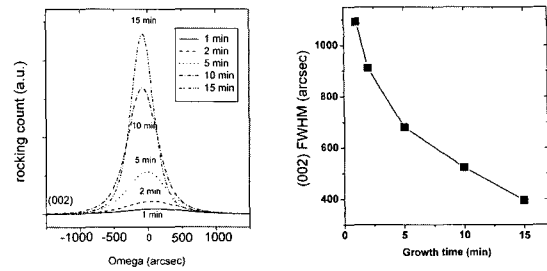 rocking count (a.u.)
15 min
10 min
5 min
2 min
1 min
(002)
1 min
2 min
5 min
10 min
15 min
-1000
0
1000
Omega (arcsec)
(002) FWHM (arcsec)
1000
800
600
400
0
5
10
15
Growth time (min)